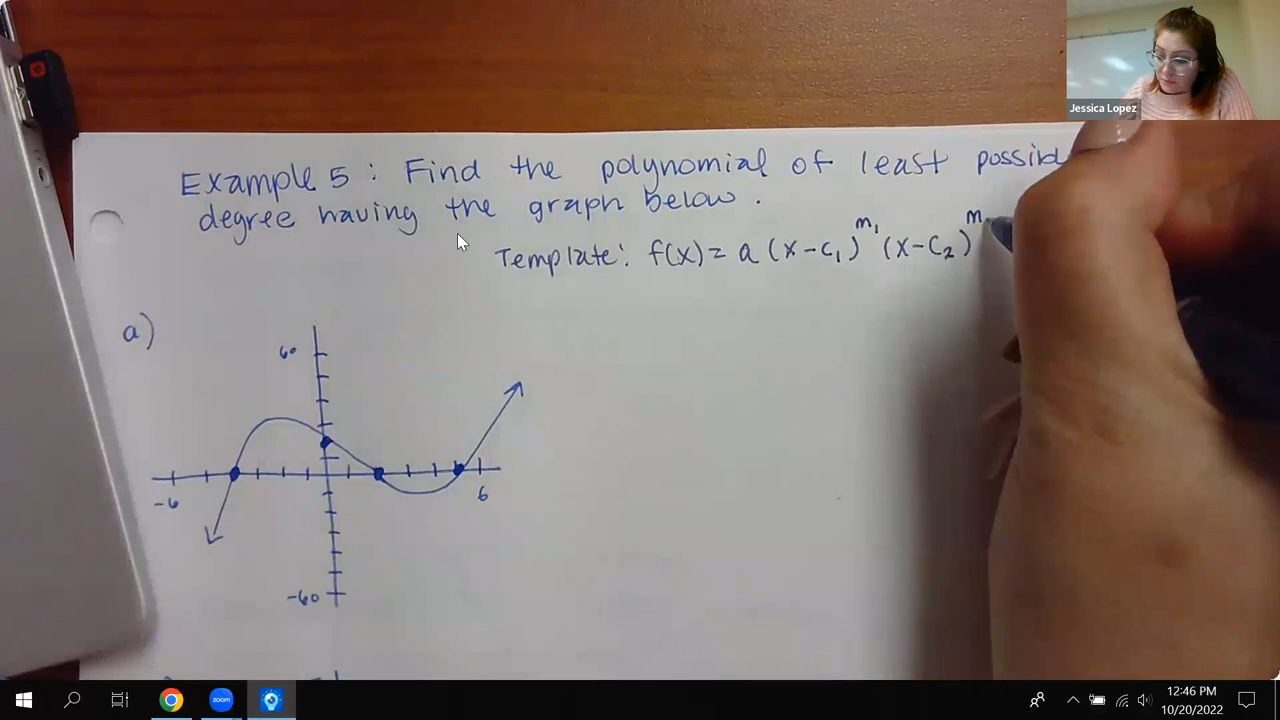 Jessica Lopez
Example 5 : Find the polynomial of least
degree having the graph below .
Template: f(x) = a (x-c₁)^m₁ (x-c₂)^m
a)
60
-6
6
-60
zoom
12:46 PM
10/20/2022